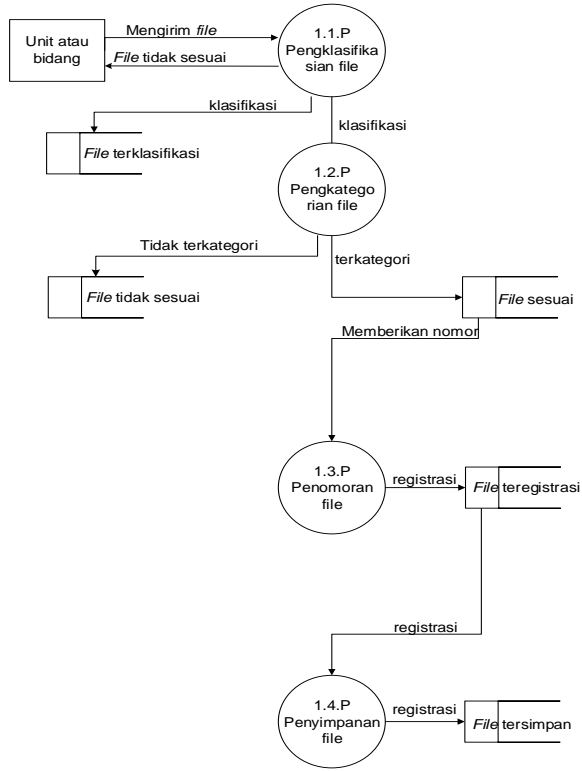 Unit atau
bidang
Mengirim file
File tidak sesuai
1.1.P
Pengklasifika
sian file
klasifikasi
klasifikasi
File terklasifikasi
1.2.P
Pengkatego
rian file
Tidak terkategori
terkategori
File tidak sesuai
File sesuai
Memberikan nomor
1.3.P
Penomoran
file
registrasi
File teregistrasi
registrasi
1.4.P
Penyimpanan
file
registrasi
File tersimpan